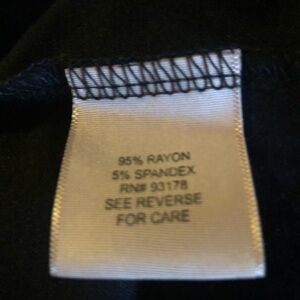 95% RAYON
5% SPANDEX
RN# 93178
SEE REVERSE
FOR CARE